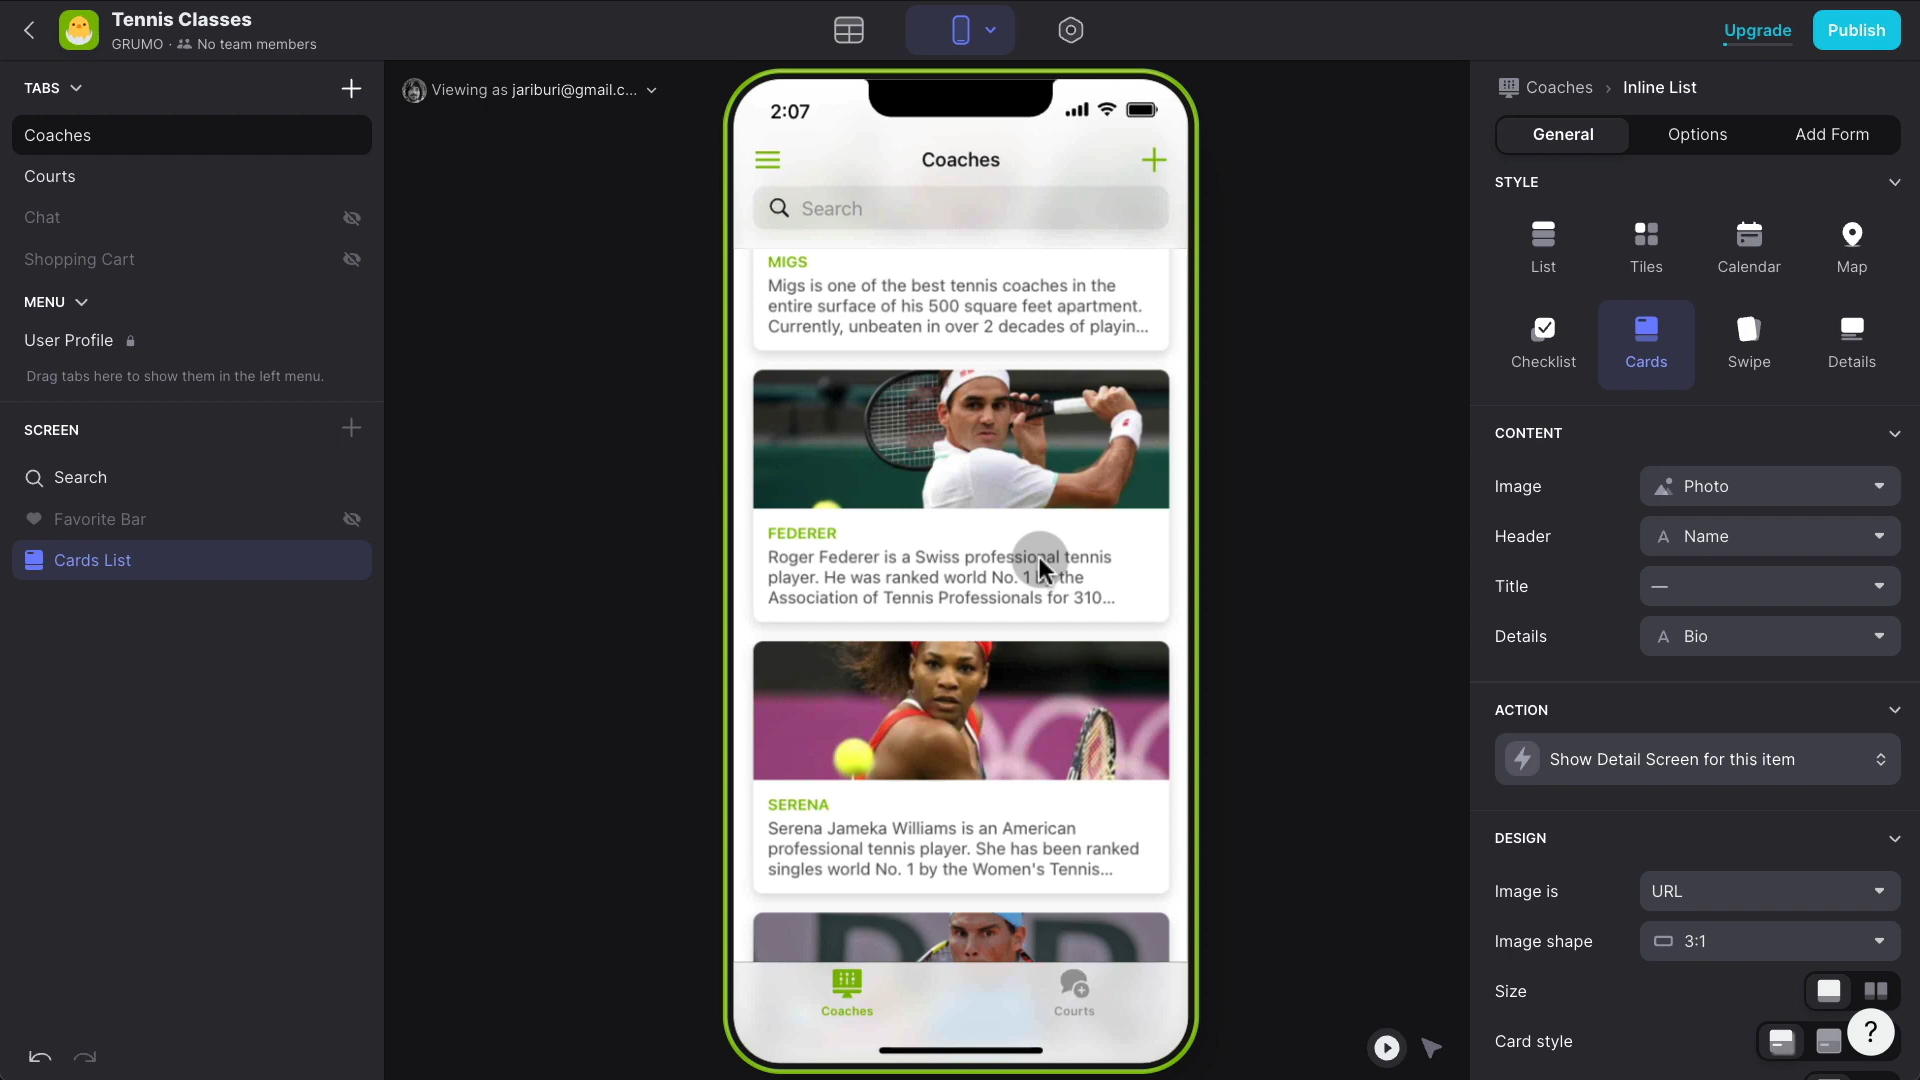 Tennis Classes
GRUMO · No team members
Upgrade
Publish
TABS
Coaches
Courts
Chat
Shopping Cart
MENU
User Profile
Drag tabs here to show them in the left menu.
SCREEN
Search
Favorite Bar
Cards List
Viewing as jariburi@gmail.c...
2:07
Coaches
Search
MIGS
Migs is one of the best tennis coaches in the
entire surface of his 500 square feet apartment.
Currently, unbeaten in over 2 decades of playin...
FEDERER
Roger Federer is a Swiss professional tennis
player. He was ranked world No. 1 by the
Association of Tennis Professionals for 310...
SERENA
Serena Jameka Williams is an American
professional tennis player. She has been ranked
singles world No. 1 by the Women's Tennis...
Coaches
Courts
Coaches › Inline List
General
Options
Add Form
STYLE
List
Tiles
Calendar
Map
Checklist
Cards
Swipe
Details
CONTENT
Image
Photo
Header
A Name
Title
—
Details
A Bio
ACTION
Show Detail Screen for this item
DESIGN
Image is
URL
Image shape
3:1
Size
Card style
?